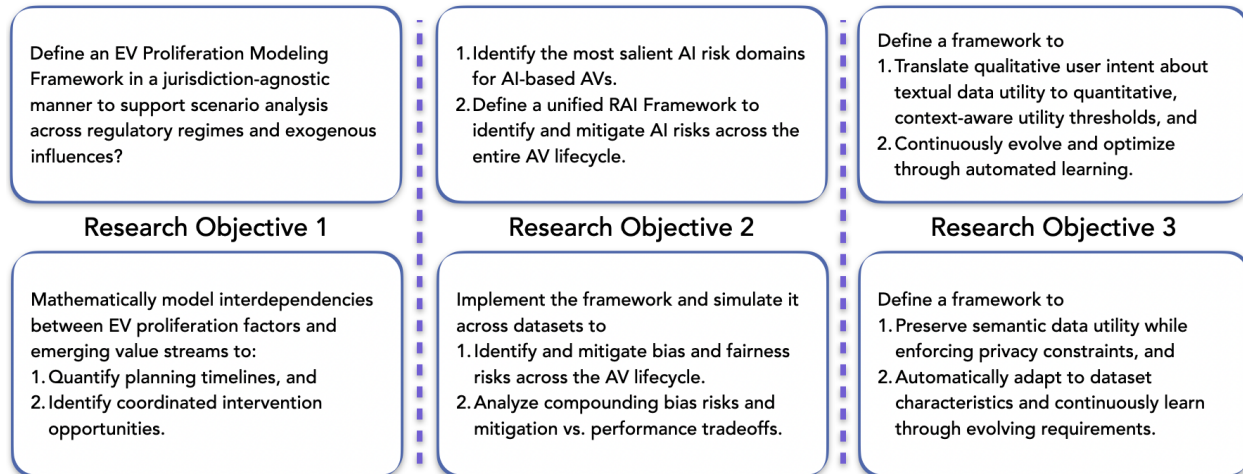 Define an EV Proliferation Modeling
Framework in a jurisdiction-agnostic
manner to support scenario analysis
across regulatory regimes and exogenous
influences?
Research Objective 1
Mathematically model interdependencies
between EV proliferation factors and
emerging value streams to:
1. Quantify planning timelines, and
2. Identify coordinated intervention
opportunities.
1. Identify the most salient AI risk domains
for AI-based AVs.
2. Define a unified RAI Framework to
identify and mitigate AI risks across the
entire AV lifecycle.
Research Objective 2
Implement the framework and simulate it
across datasets to
1. Identify and mitigate bias and fairness
risks across the AV lifecycle.
2. Analyze compounding bias risks and
mitigation vs. performance tradeoffs.
Define a framework to
1. Translate qualitative user intent about
textual data utility to quantitative,
context-aware utility thresholds, and
2. Continuously evolve and optimize
through automated learning.
Research Objective 3
Define a framework to
1. Preserve semantic data utility while
enforcing privacy constraints, and
2. Automatically adapt to dataset
characteristics and continuously learn
through evolving requirements.